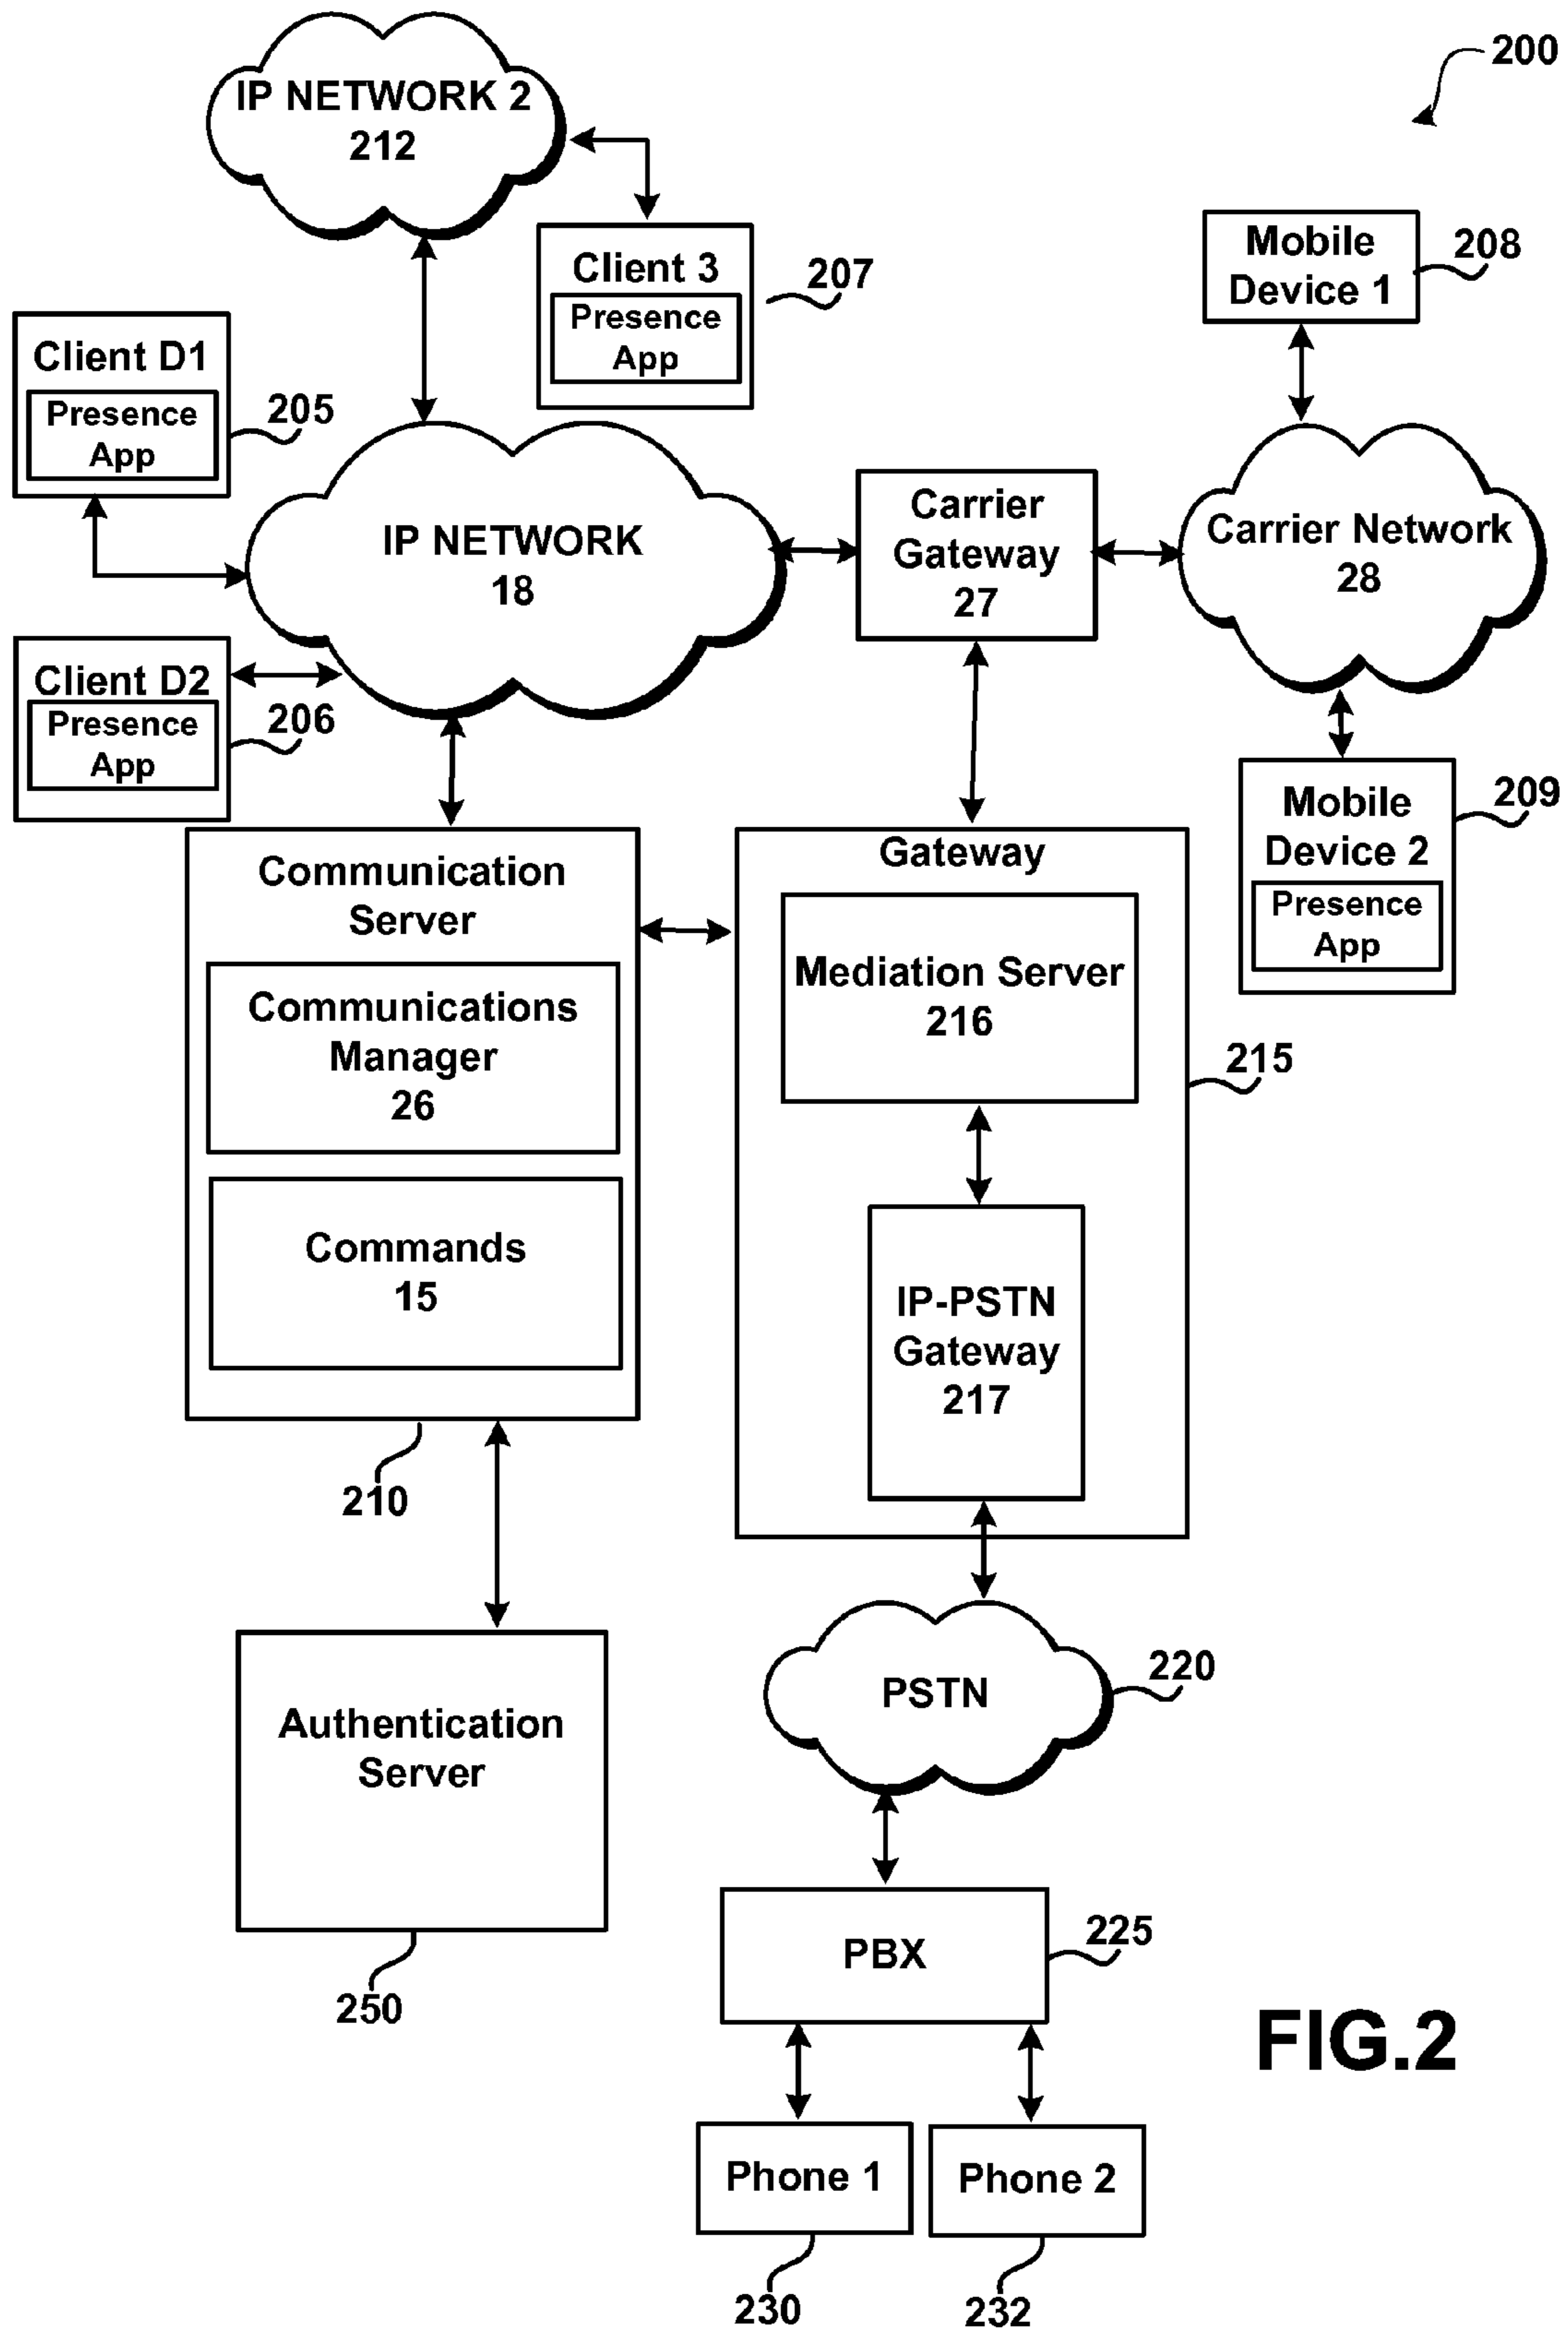 200
IP NETWORK 2
212
Client 3
Presence
App
207
Mobile
Device 1
208
Client D1
Presence
App
205
IP NETWORK
18
Carrier
Gateway
27
Carrier Network
28
Client D2
Presence
App
206
Mobile
Device 2
Presence
App
209
Communication
Server
Communications
Manager
26
Commands
15
210
Gateway
Mediation Server
216
IP-PSTN
Gateway
217
215
Authentication
Server
250
PSTN
220
PBX
225
Phone 1
230
Phone 2
232
FIG.2